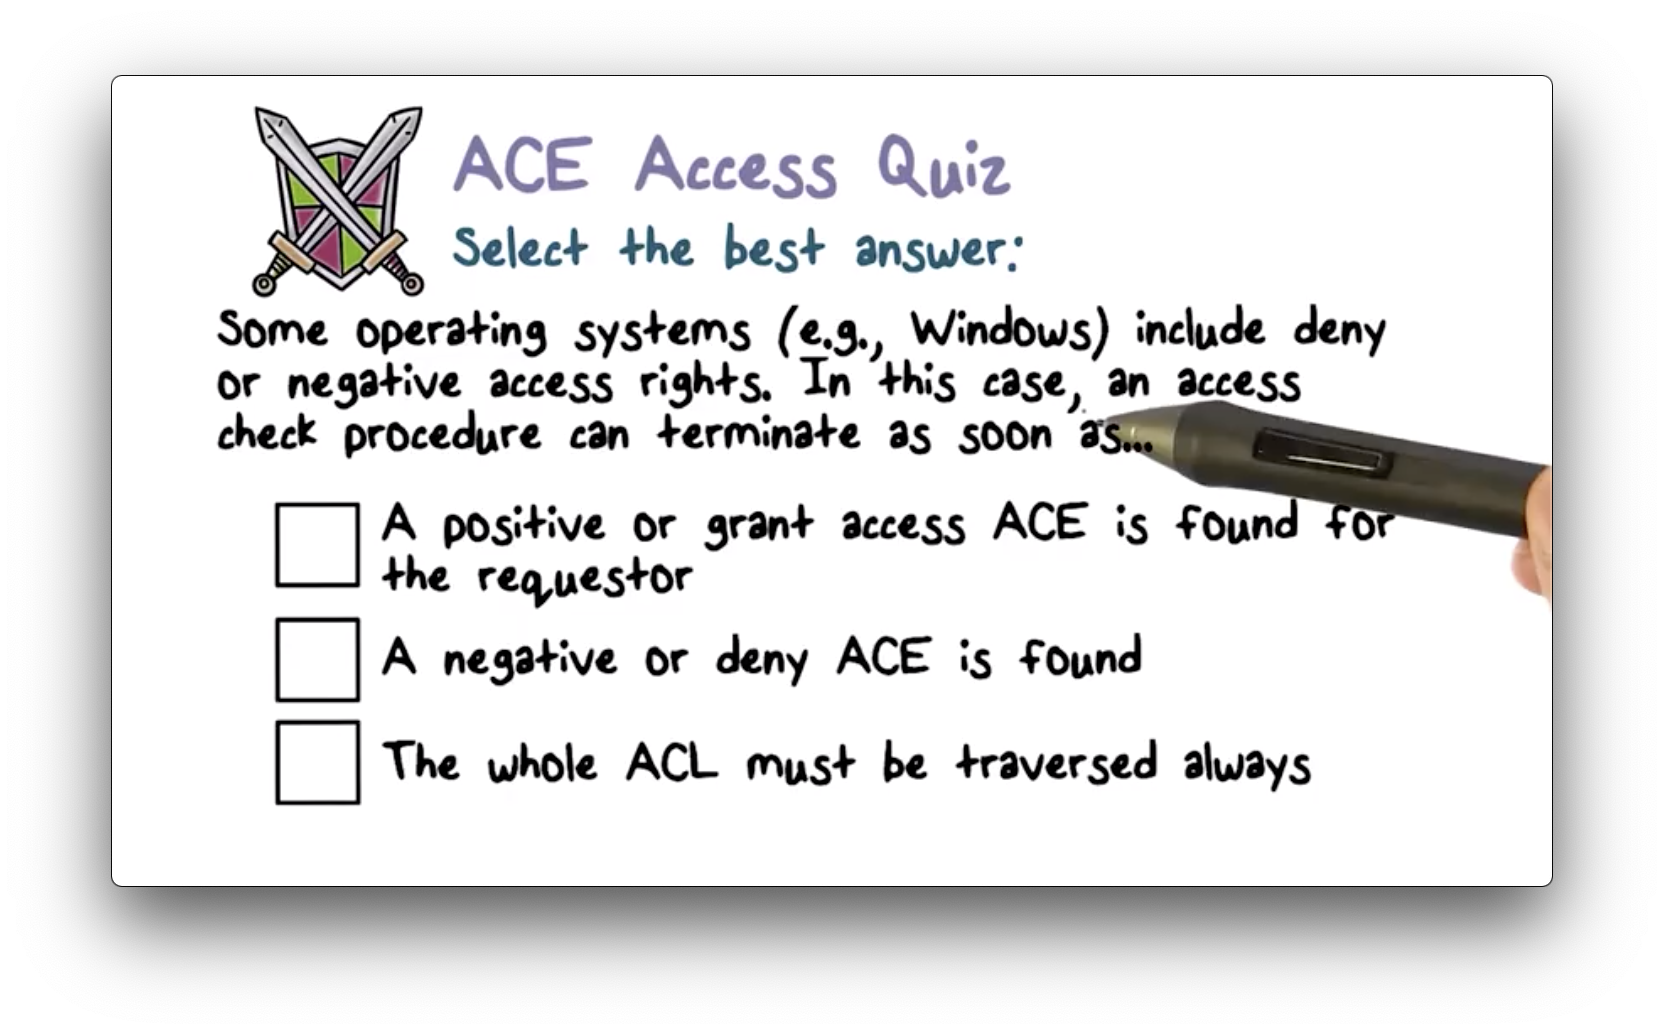 ACE Access Quiz
Select the best answer:
Some operating systems (e.g., Windows) include deny
or negative access rights. In this case, an access
check procedure can terminate as soon as...
A positive or grant access ACE is found for
the requestor
A negative or deny ACE is found
The whole ACL must be traversed always